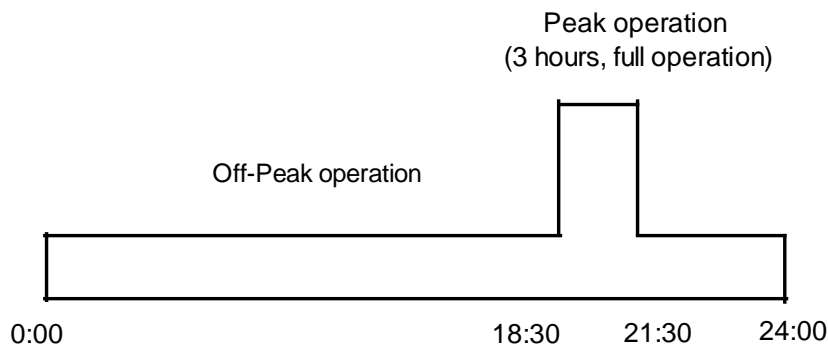 Peak operation
(3 hours, full operation)
Off-Peak operation
0:00
18:30
21:30
24:00